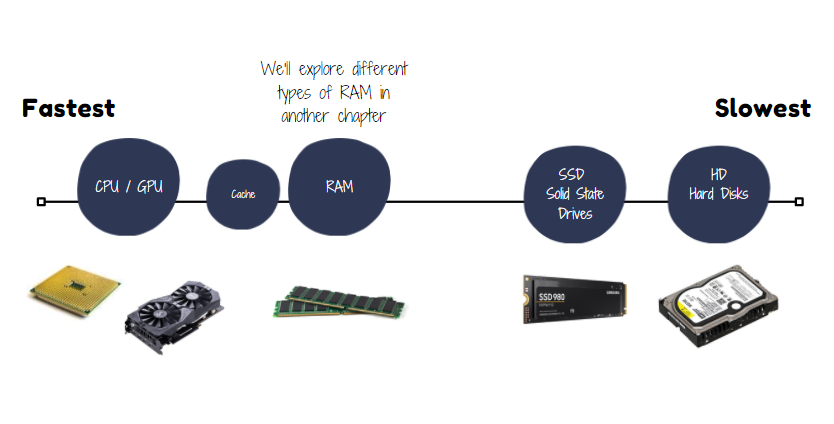 We'll explore different
types of RAM in
another chapter
Fastest
Slowest
CPU / GPU
Cache
RAM
SSD
Solid State
Drives
HD
Hard Disks
SSD 980
SAMSUNG